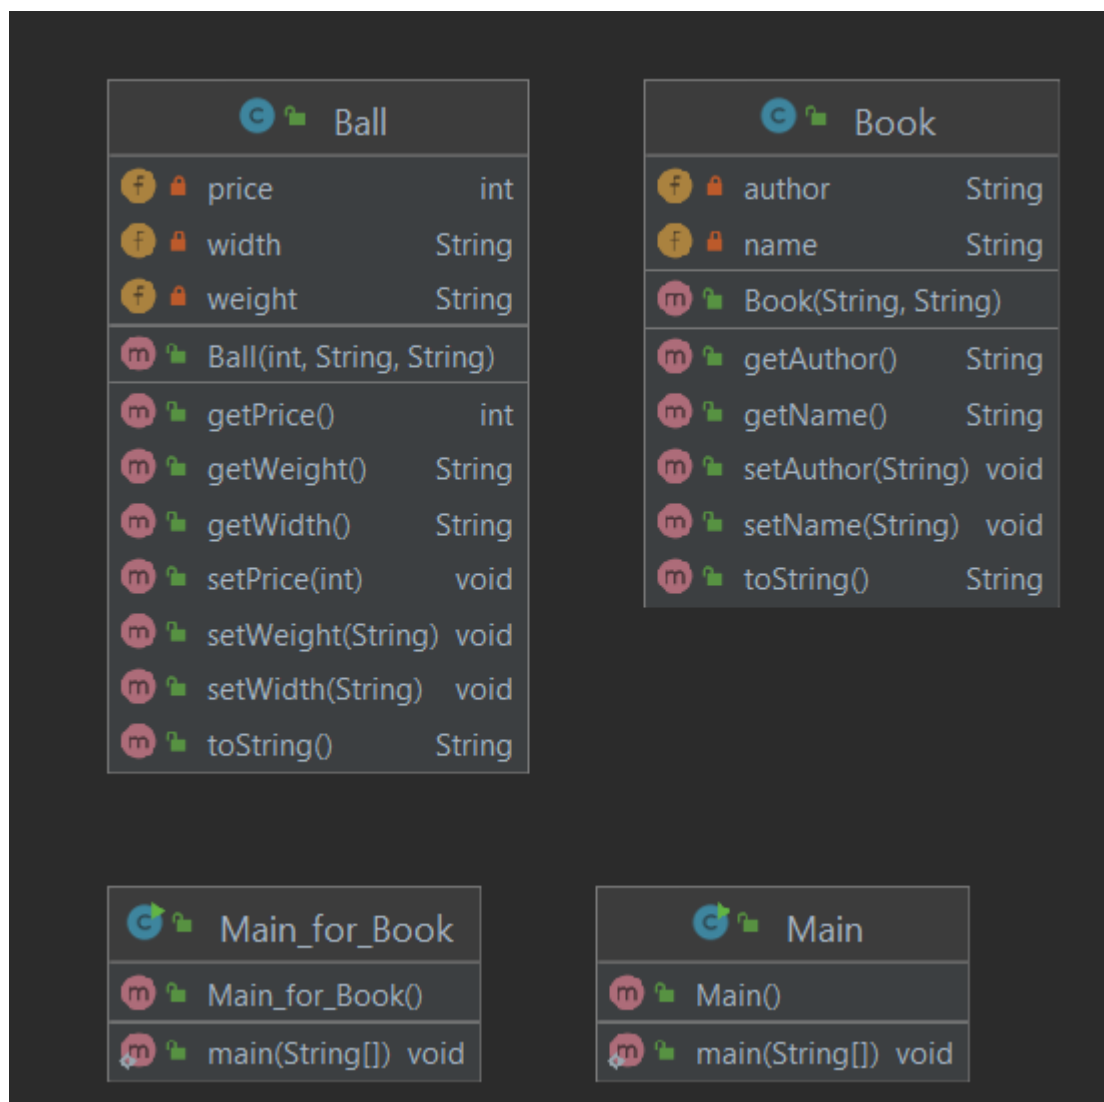 Ball
price int
width String
weight String
Ball(int, String, String)
getPrice() int
getWeight() String
getWidth() String
setPrice(int) void
setWeight(String) void
setWidth(String) void
toString() String
Book
author String
name String
Book(String, String)
getAuthor() String
getName() String
setAuthor(String) void
setName(String) void
toString() String
Main_for_Book
Main_for_Book()
main(String[]) void
Main
Main()
main(String[]) void